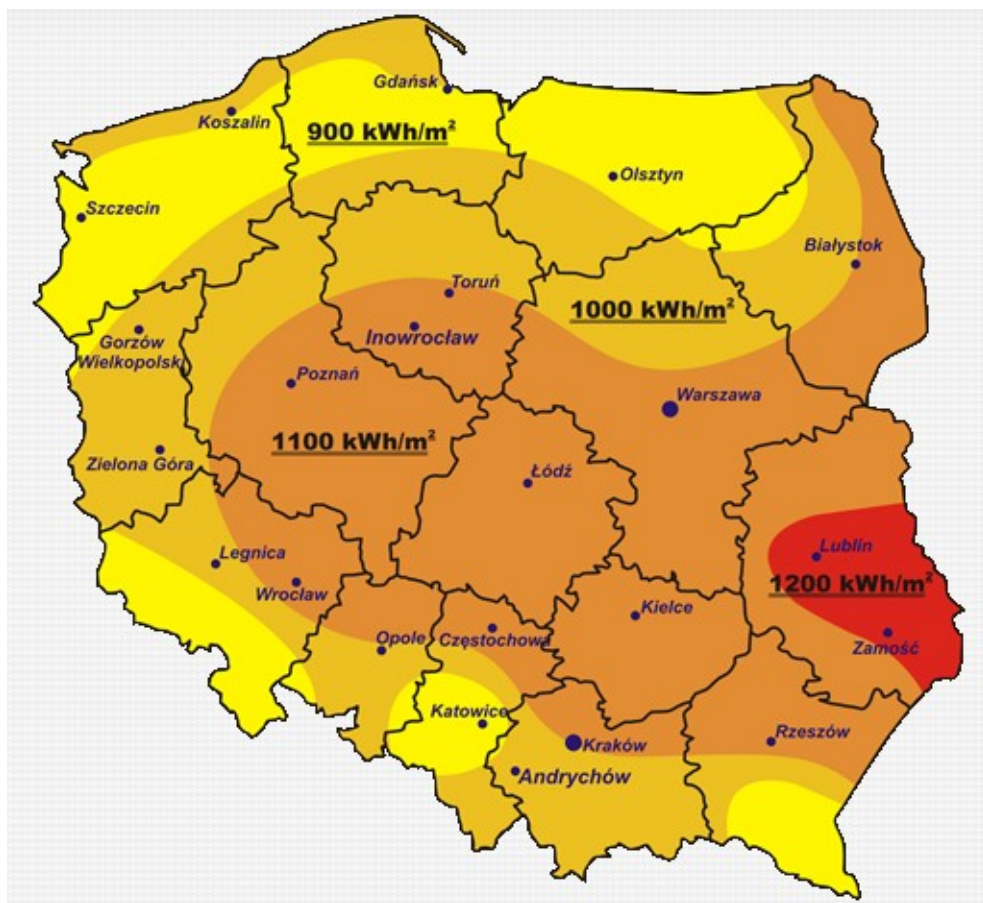 Gdańsk
Koszalin
900 kWh/m²
Olsztyn
Szczecin
Białystok
Toruń
1000 kWh/m²
Inowrocław
Gorzów
Wielkopolski
Poznań
Warszawa
1100 kWh/m²
Zielona Góra
Łódź
Lublin
Legnica
1200 kWh/m²
Wrocław
Kielce
Opole
Częstochowa
Zamość
Katowice
Rzeszów
Kraków
Andrychów